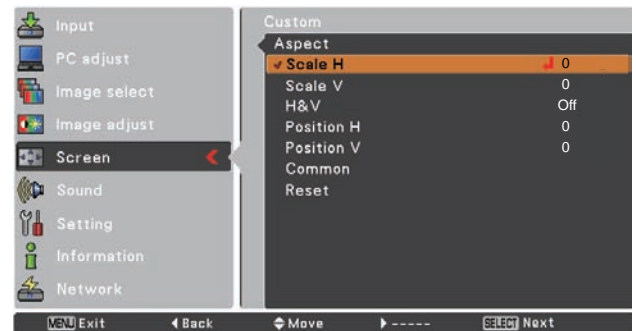 Input
PC adjust
Image select
Image adjust
Screen
Sound
Setting
Information
Network
Custom
Aspect
Scale H 0
Scale V 0
H&V Off
Position H 0
Position V 0
Common
Reset
MENU Exit Back Move ----- SELECT Next